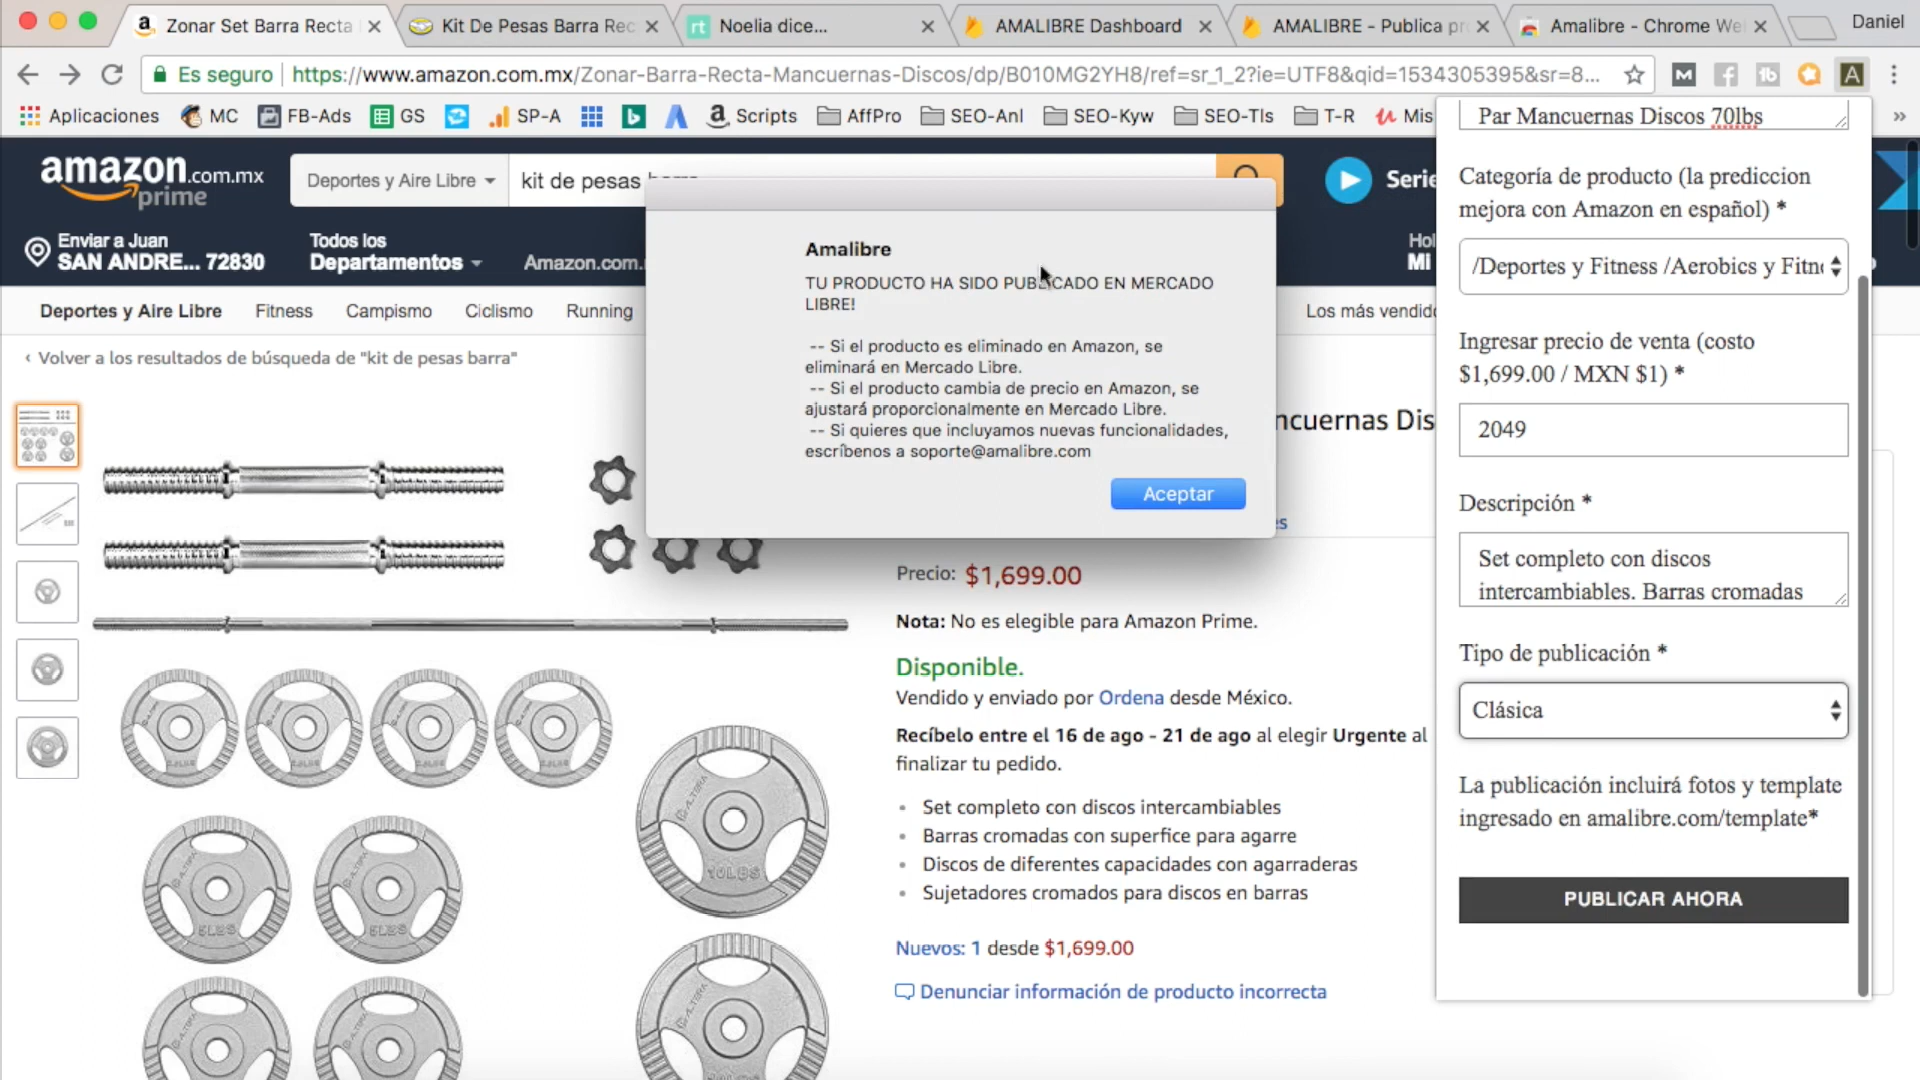 Zonar Set Barra Recta
Kit De Pesas Barra Rec
rt Noelia dice...
AMALIBRE Dashboard
AMALIBRE - Publica pr
Amalibre - Chrome We
Daniel
Es seguro
https://www.amazon.com.mx/Zonar-Barra-Recta-Mancuernas-Discos/dp/B010MG2YH8/ref=sr_1_2?ie=UTF8&qid=1534305395&sr=8...
Aplicaciones
MC
FB-Ads
GS
SP-A
Scripts
AffPro
SEO-Anl
SEO-Kyw
SEO-Tls
T-R
Mis
»
amazon.com.mx
prime
Deportes y Aire Libre
kit de pesas barra
Serie
Enviar a Juan
SAN ANDRE... 72830
Todos los
Departamentos
Amazon.com.
Hol
MI
Deportes y Aire Libre
Fitness
Campismo
Ciclismo
Running
Los más vendido
‹ Volver a los resultados de búsqueda de "kit de pesas barra"
Amalibre
TU PRODUCTO HA SIDO PUBLICADO EN MERCADO
LIBRE!
-- Si el producto es eliminado en Amazon, se
eliminará en Mercado Libre.
-- Si el producto cambia de precio en Amazon, se
ajustará proporcionalmente en Mercado Libre.
-- Si quieres que incluyamos nuevas funcionalidades,
escríbenos a soporte@amalibre.com
Aceptar
ncuernas Dis
es
Precio: $1,699.00
Nota: No es elegible para Amazon Prime.
Disponible.
Vendido y enviado por Ordena desde México.
Recíbelo entre el 16 de ago - 21 de ago al elegir Urgente al
finalizar tu pedido.
• Set completo con discos intercambiables
• Barras cromadas con superfice para agarre
• Discos de diferentes capacidades con agarraderas
• Sujetadores cromados para discos en barras
Nuevos: 1 desde $1,699.00
Denunciar información de producto incorrecta
10LBS
5LBS
5LBS
Par Mancuernas Discos 70lbs
Categoría de producto (la prediccion
mejora con Amazon en español) *
/Deportes y Fitness /Aerobics y Fitne
Ingresar precio de venta (costo
$1,699.00 / MXN $1) *
2049
Descripción *
Set completo con discos
intercambiables. Barras cromadas
Tipo de publicación *
Clásica
La publicación incluirá fotos y template
ingresado en amalibre.com/template*
PUBLICAR AHORA